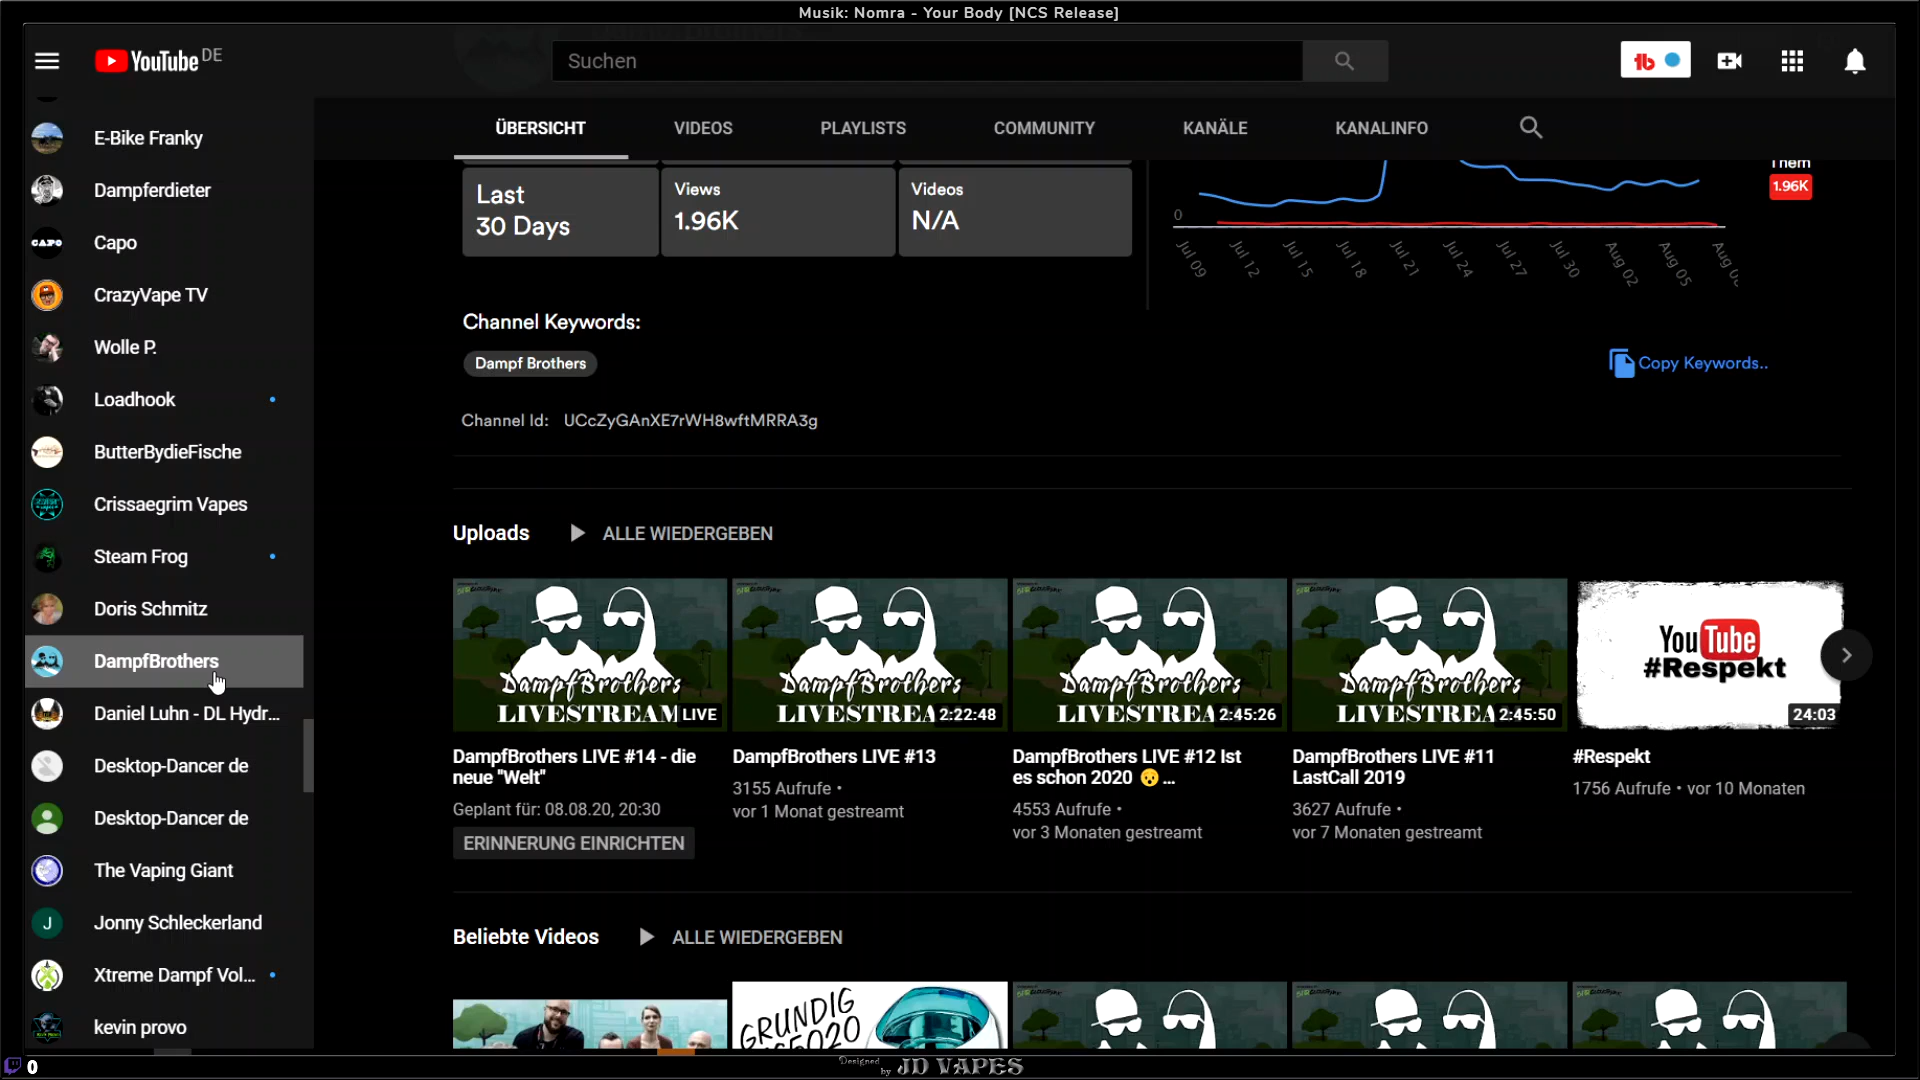 Musik: Nomra - Your Body [NCS Release]
YouTube DE
Suchen
E-Bike Franky
Dampferdieter
CAPO
Capo
CrazyVape TV
Wolle P.
Loadhook
ButterBydieFische
Crissaegrim Vapes
Steam Frog
Doris Schmitz
DampfBrothers
Daniel Luhn - DL Hydr...
Desktop-Dancer de
Desktop-Dancer de
The Vaping Giant
J
Jonny Schleckerland
Xtreme Dampf Vol...
kevin provo
ÜBERSICHT
VIDEOS
PLAYLISTS
COMMUNITY
KANÄLE
KANALINFO
Last
30 Days
Views
1.96K
Videos
N/A
0
Jul 09
Jul 12
Jul 15
Jul 18
Jul 21
Jul 24
Jul 27
Jul 30
Aug 02
Aug 05
Them
1.96K
Channel Keywords:
Dampf Brothers
Copy Keywords..
Channel Id: UCcZyGAnXE7rWH8wftMRRA3g
Uploads
ALLE WIEDERGEBEN
DampfBrothers
LIVESTREAM
LIVE
DampfBrothers LIVE #14 - die
neue "Welt"
Geplant für: 08.08.20, 20:30
ERINNERUNG EINRICHTEN
DampfBrothers
LIVESTREA
2:22:48
DampfBrothers LIVE #13
3155 Aufrufe •
vor 1 Monat gestreamt
DampfBrothers
LIVESTREA
2:45:26
DampfBrothers LIVE #12 Ist
es schon 2020 😮...
4553 Aufrufe •
vor 3 Monaten gestreamt
DampfBrothers
LIVESTREA
2:45:50
DampfBrothers LIVE #11
LastCall 2019
3627 Aufrufe •
vor 7 Monaten gestreamt
YouTube
#Respekt
24:03
#Respekt
1756 Aufrufe • vor 10 Monaten
Beliebte Videos
ALLE WIEDERGEBEN
GRUNDIG
0
Designed
by JD VAPES